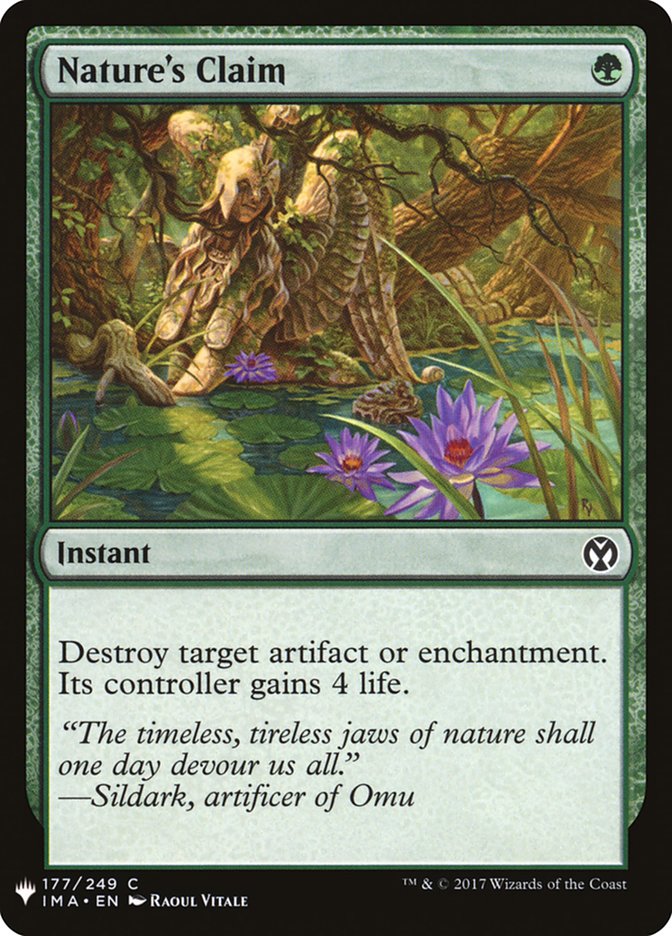 Nature's Claim
RV
Instant
Destroy target artifact or enchantment.
Its controller gains 4 life.
“The timeless, tireless jaws of nature shall
one day devour us all.”
—Sildark, artificer of Omu
177/249 C
IMA • EN Raoul Vitale
™ & © 2017 Wizards of the Coast